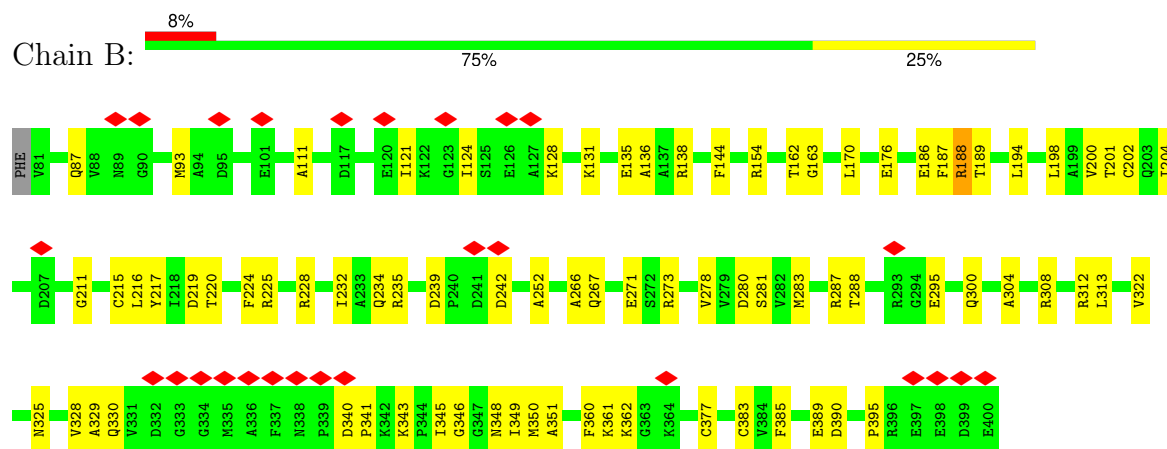 8%
Chain B:
75% 25%
PHE V81 Q87 V88 N89 G90 M93 A94 D95 E101 A111 D117 E120 I121 K122 G123 I124 S125 E126 A127 K128 K131 E135 A136 A137 R138 F144 R154 T162 G163 L170 E176 E186 F187 R188 T189 L194 L198 A199 V200 T201 C202 Q203
D207 G211 C215 L216 Y217 I218 D219 T220 F224 R225 R228 I232 A233 Q234 R235 D239 P240 D241 D242 A252 A266 Q267 E271 S272 R273 V278 V279 D280 S281 V282 M283 R287 T288 R293 G294 E295 Q300 A304 R308 R312 L313 V322
N325 V328 A329 Q330 V331 D332 G333 G334 M335 A336 F337 N338 P339 D340 P341 K342 K343 P344 I345 G346 G347 N348 I349 M350 A351 F360 K361 K362 G363 K364 C377 C383 V384 F385 E389 D390 P395 R396 E397 E398 D399 E400